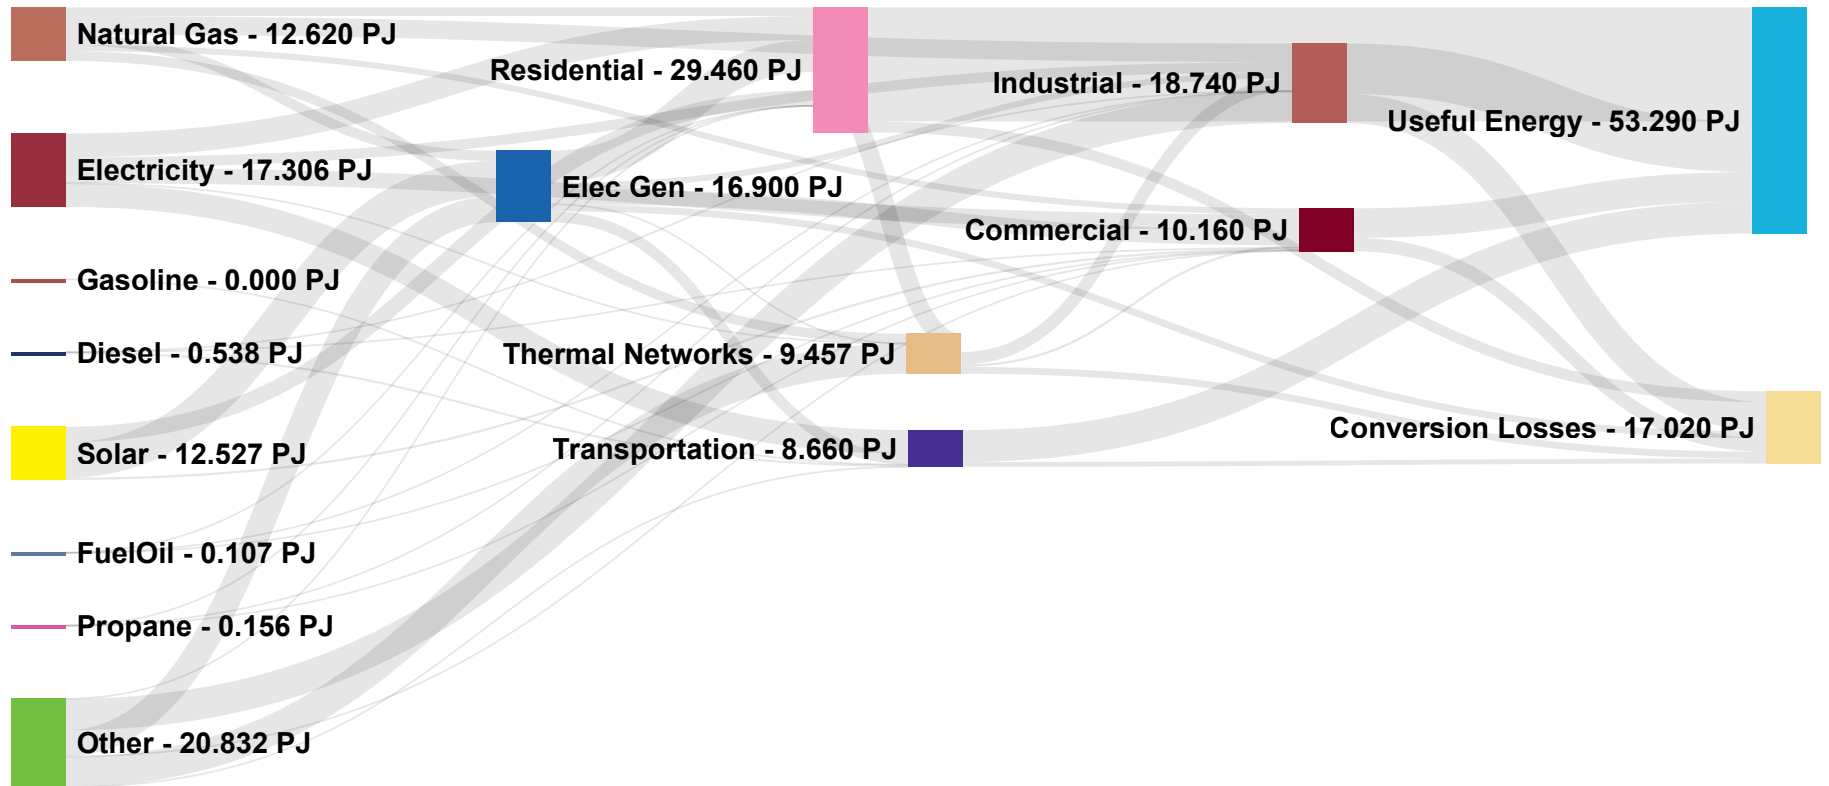 Natural Gas - 12.620 PJ
Residential - 29.460 PJ
Industrial - 18.740 PJ
Useful Energy - 53.290 PJ
Electricity - 17.306 PJ
Elec Gen - 16.900 PJ
Commercial - 10.160 PJ
Gasoline - 0.000 PJ
Diesel - 0.538 PJ
Thermal Networks - 9.457 PJ
Conversion Losses - 17.020 PJ
Solar - 12.527 PJ
Transportation - 8.660 PJ
FuelOil - 0.107 PJ
Propane - 0.156 PJ
Other - 20.832 PJ